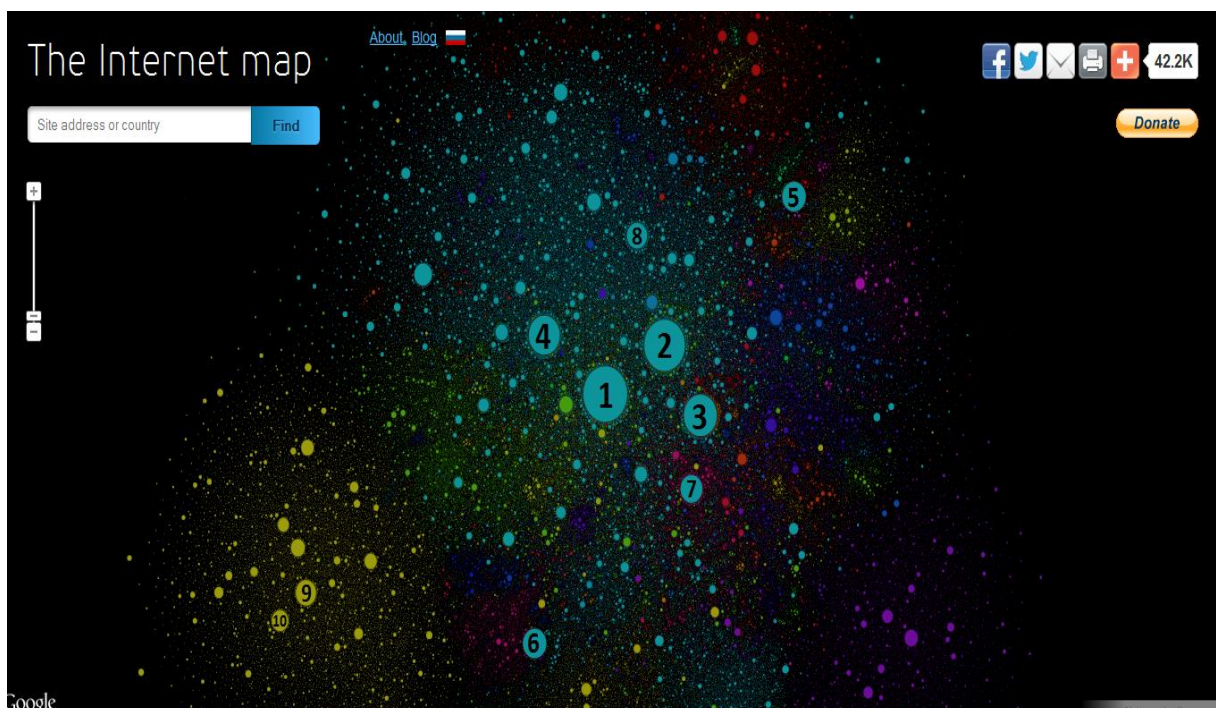 About, Blog
The Internet map
42.2K
Site address or country
Find
Donate
5
8
4
2
1
3
7
9
10
6
Google